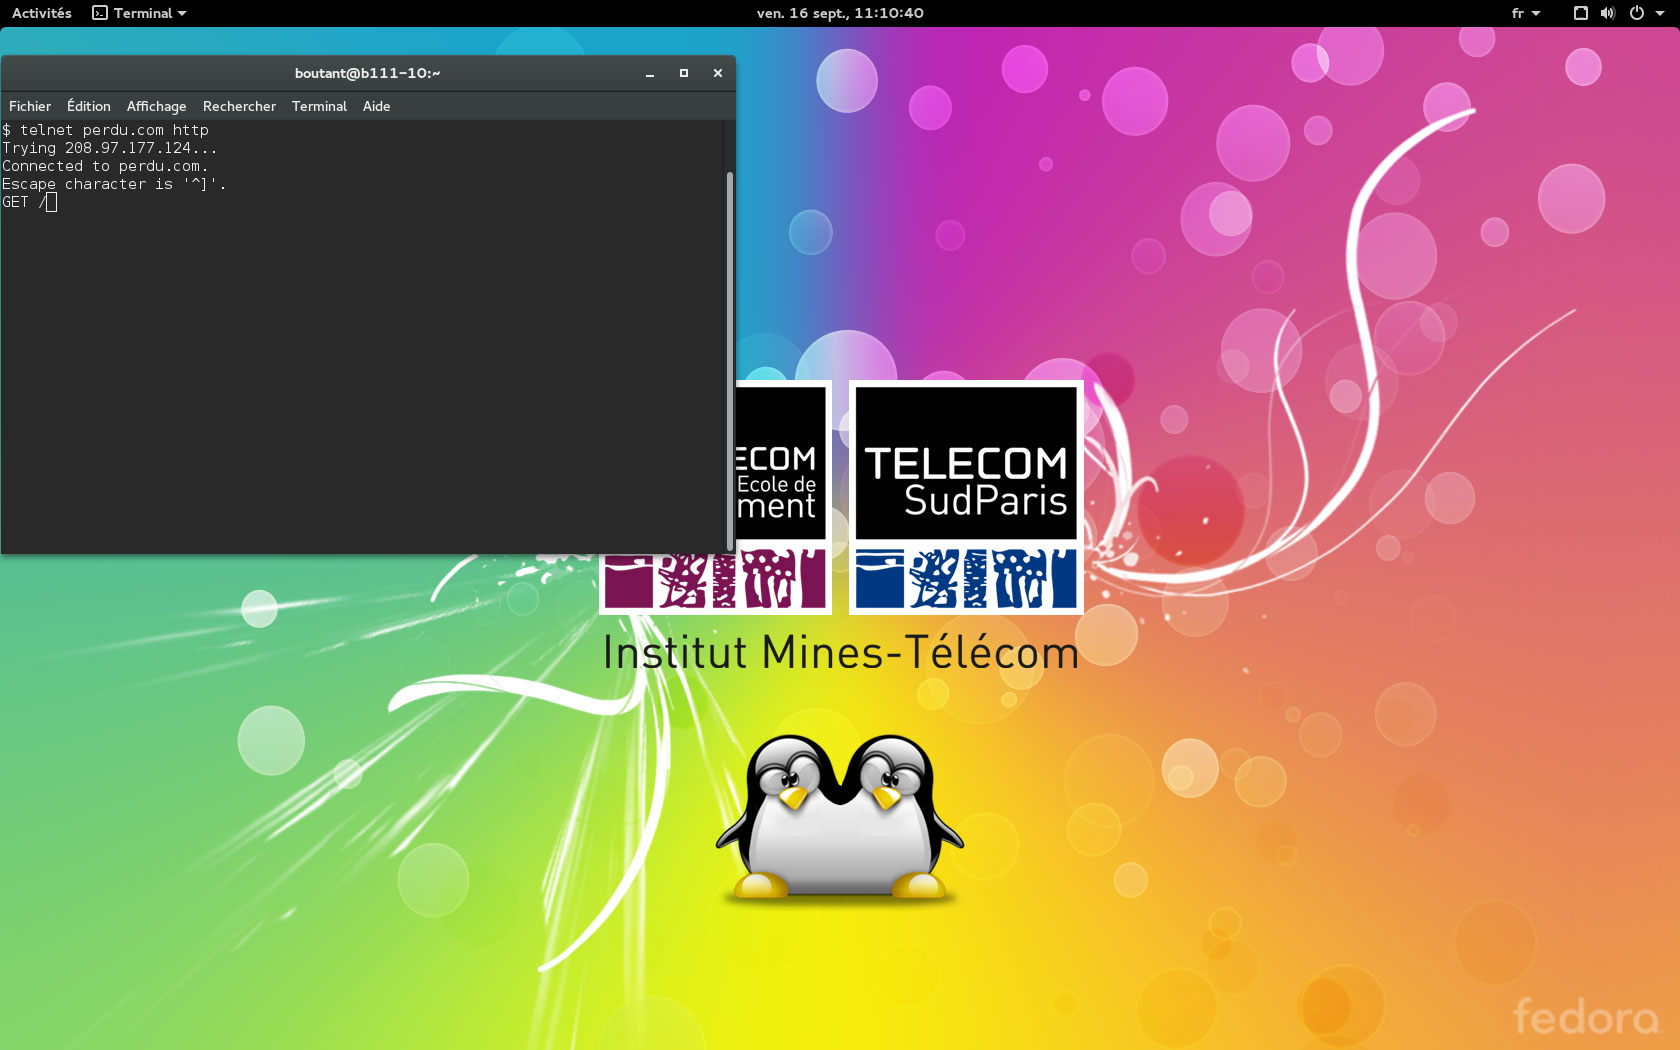 Activités
Terminal
ven. 16 sept., 11:10:40
fr
boutant@b111-10:~
Fichier Édition Affichage Rechercher Terminal Aide
$ telnet perdu.com http
Trying 208.97.177.124...
Connected to perdu.com.
Escape character is '^]'.
GET /
ECOM
Ecole de
ment
TELECOM
SudParis
Institut Mines-Télécom
fedora